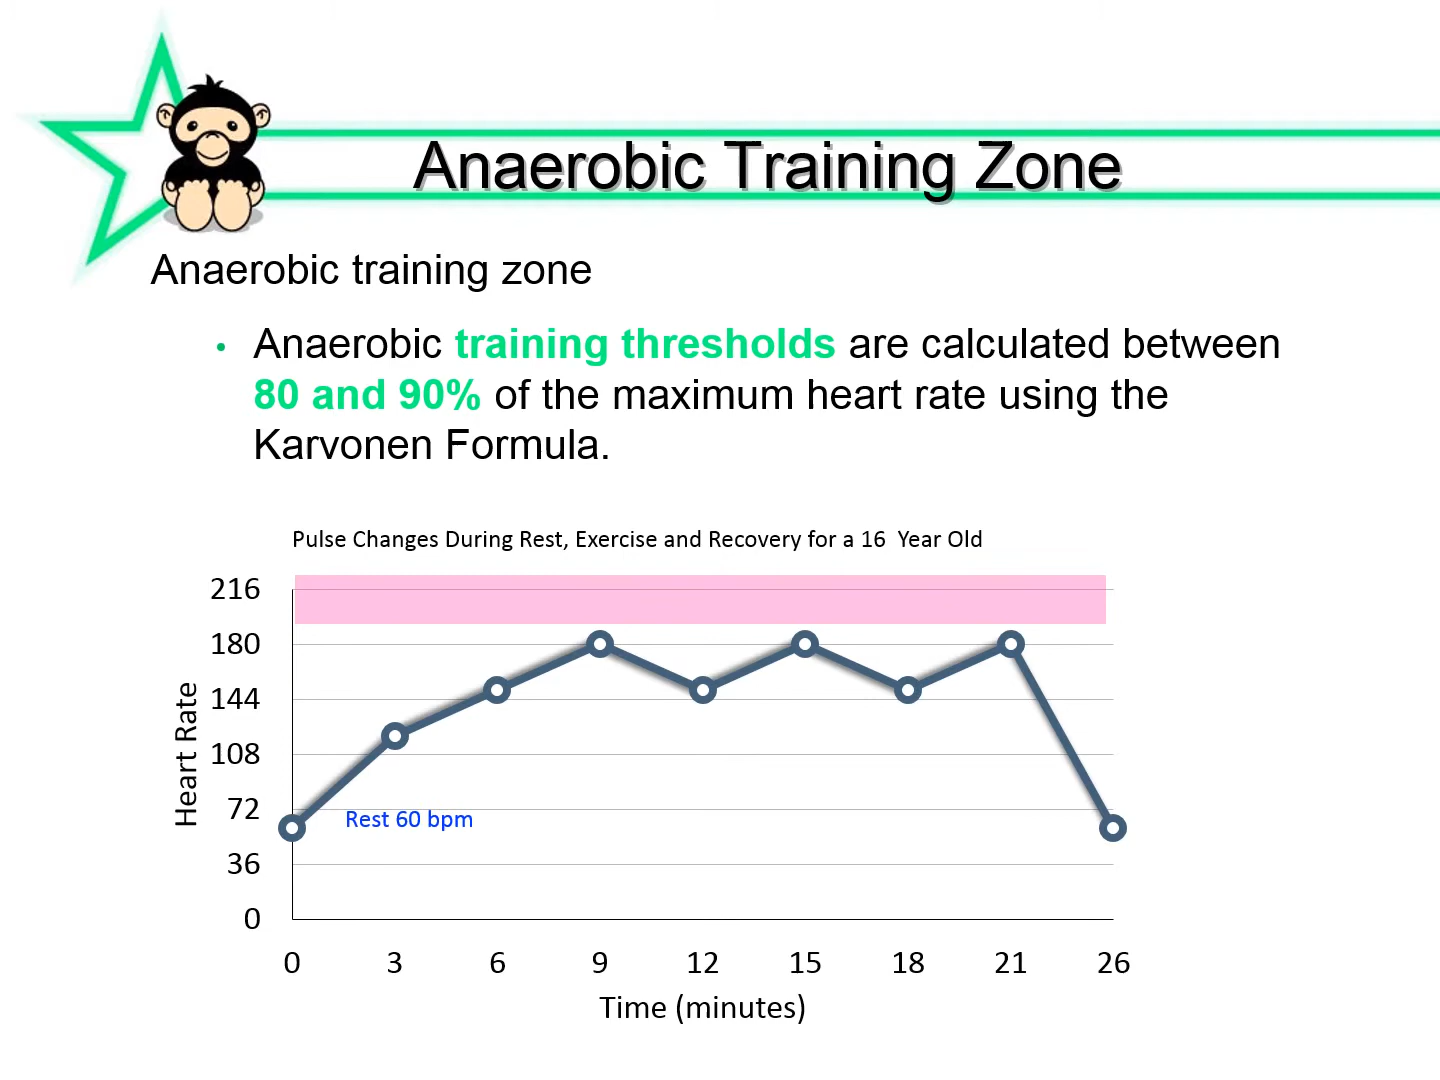 Anaerobic Training Zone
Anaerobic training zone
• Anaerobic training thresholds are calculated between
80 and 90% of the maximum heart rate using the
Karvonen Formula.
Pulse Changes During Rest, Exercise and Recovery for a 16 Year Old
216
180
144
108
72
36
0
Heart Rate
Rest 60 bpm
0 3 6 9 12 15 18 21 26
Time (minutes)